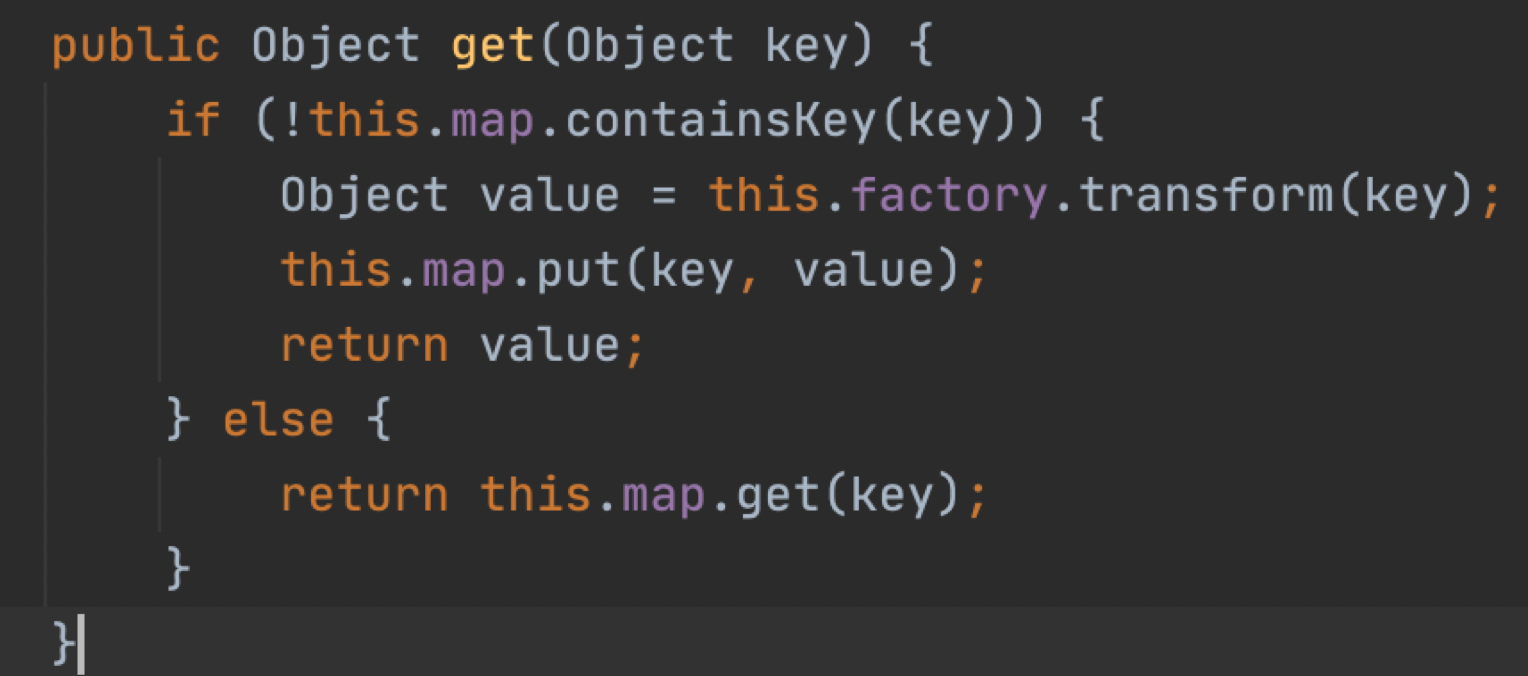 public Object get(Object key) {
    if (!this.map.containsKey(key)) {
        Object value = this.factory.transform(key);
        this.map.put(key, value);
        return value;
    } else {
        return this.map.get(key);
    }
}